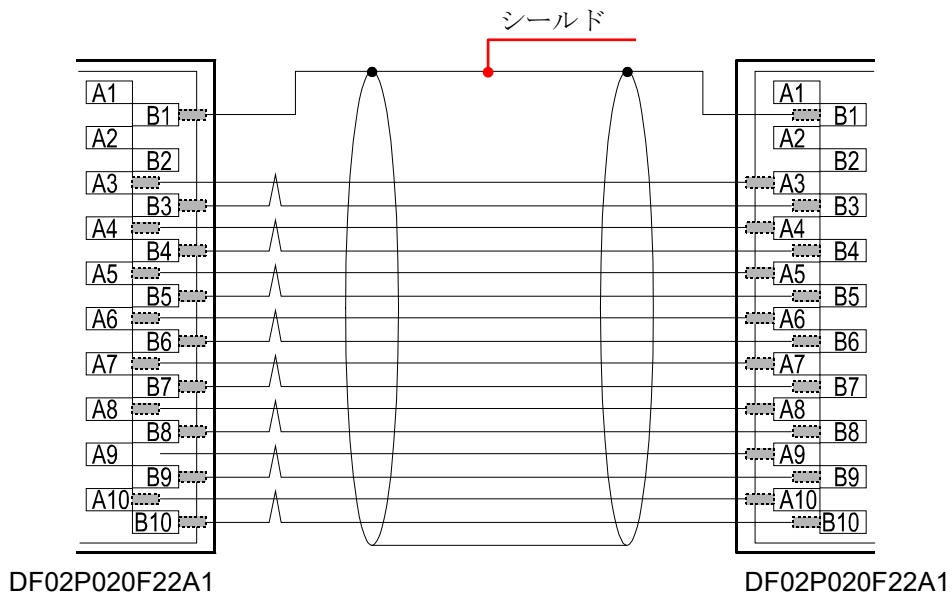 シールド
A1 A1
B1 B1
A2 A2
B2 B2
A3 A3
B3 B3
A4 A4
B4 B4
A5 A5
B5 B5
A6 A6
B6 B6
A7 A7
B7 B7
A8 A8
B8 B8
A9 A9
B9 B9
A10 A10
B10 B10
DF02P020F22A1 DF02P020F22A1